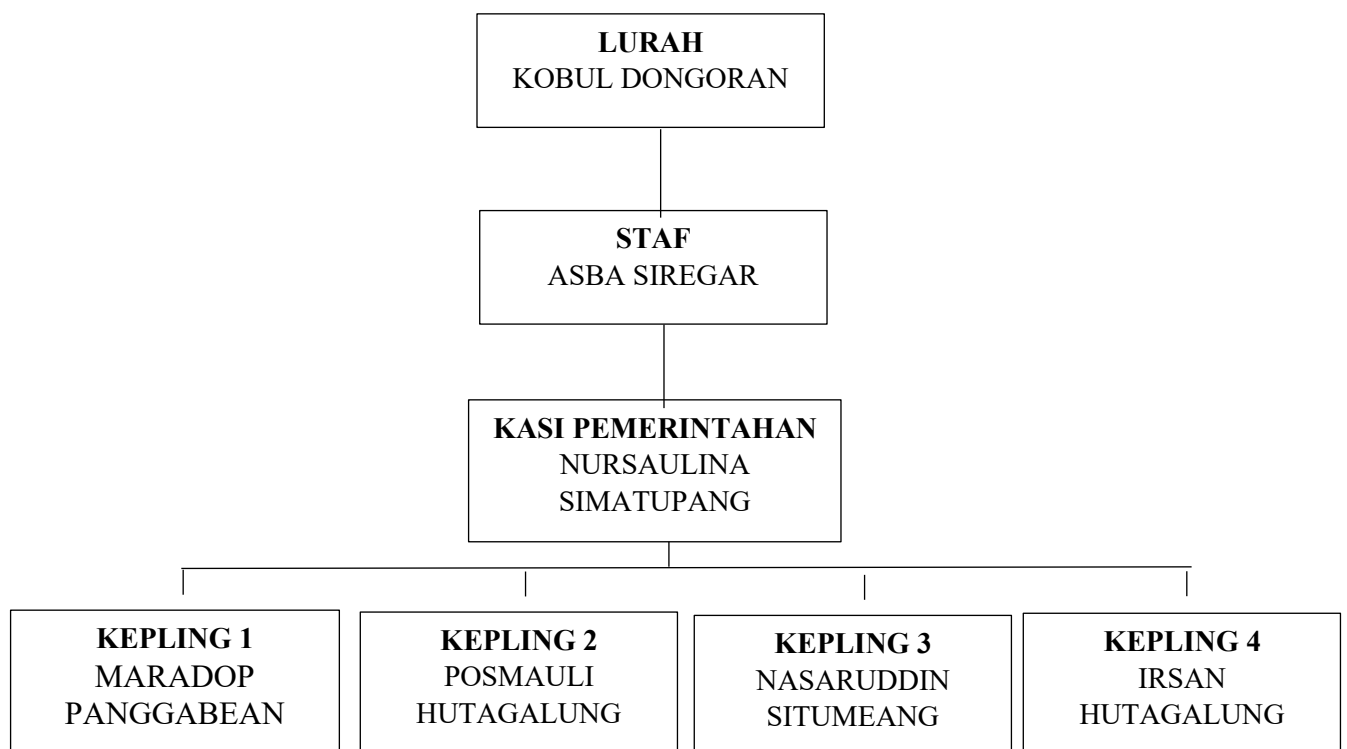 LURAH
KOBUL DONGORAN
STAF
ASBA SIREGAR
KASI PEMERINTAHAN
NURSAULINA
SIMATUPANG
KEPLING 1
MARADOP
PANGGABEAN
KEPLING 2
POSMAULI
HUTAGALUNG
KEPLING 3
NASARUDDIN
SITUMEANG
KEPLING 4
IRSAN
HUTAGALUNG